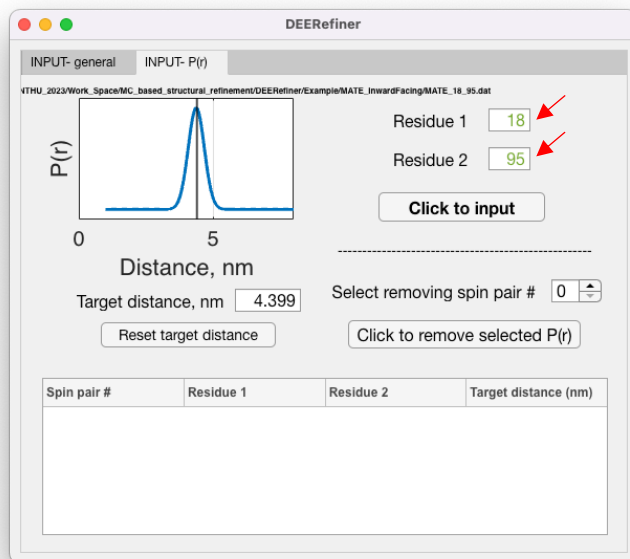 DEERefiner
INPUT- general
INPUT- P(r)
NTHU_2023/Work_Space/MC_based_structural_refinement/DEERefiner/Example/MATE_InwardFacing/MATE_18_95.dat
P(r)
0
5
Distance, nm
Target distance, nm 4.399
Reset target distance
Residue 1 18
Residue 2 95
Click to input
--------------------------------------------------
Select removing spin pair # 0
Click to remove selected P(r)
Spin pair # Residue 1 Residue 2 Target distance (nm)